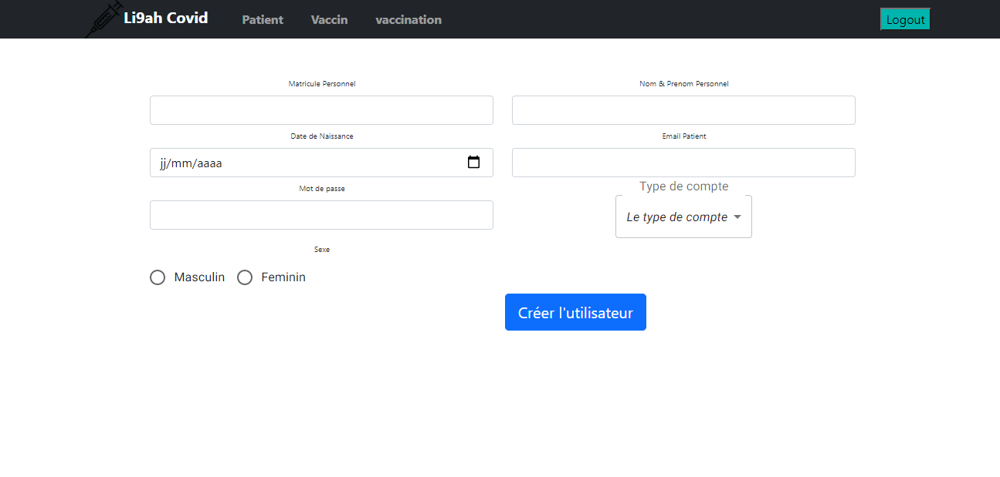 Li9ah Covid Patient Vaccin vaccination Logout
Matricule Personnel Nom & Prenom Personnel
Date de Naissance Email Patient
jj/mm/aaaa
Mot de passe Type de compte
Le type de compte
Sexe
Masculin Feminin
Créer l'utilisateur